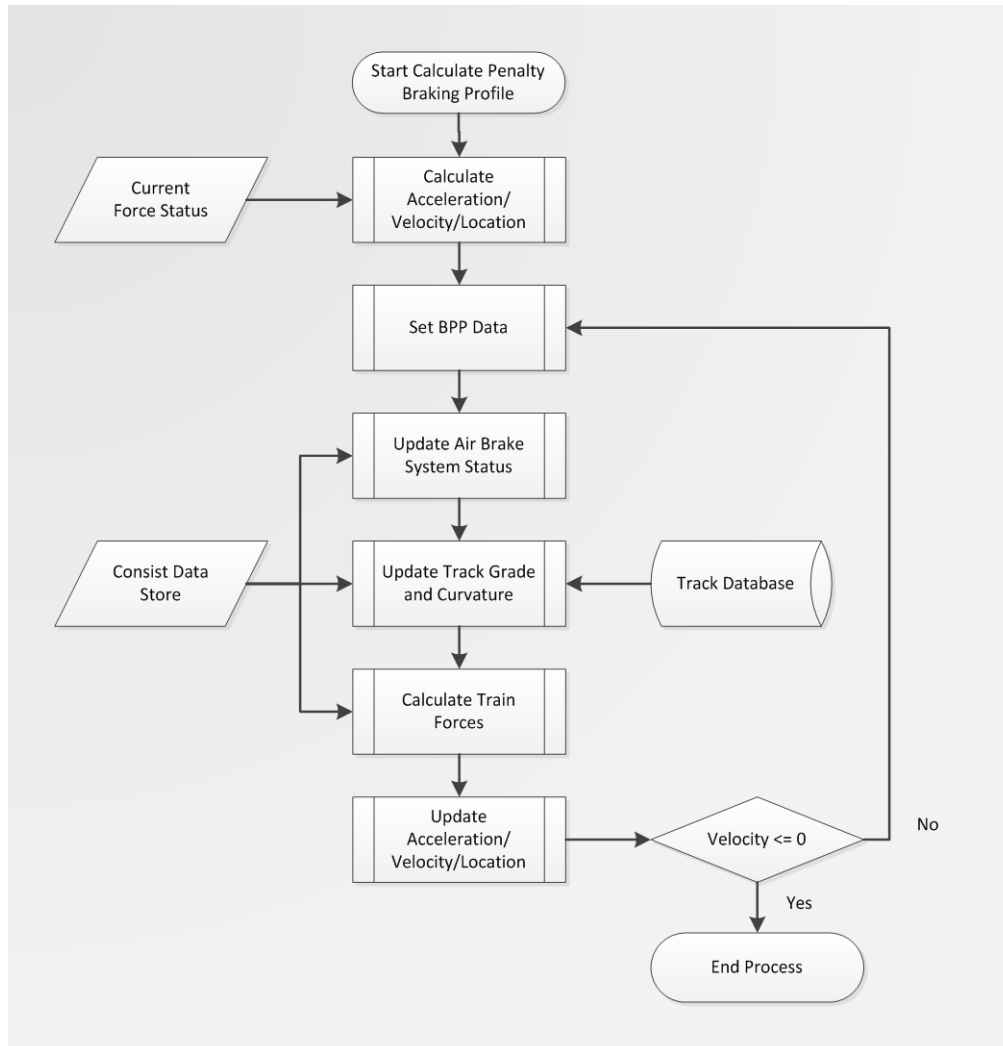 Start Calculate Penalty
Braking Profile
Current
Force Status
Calculate
Acceleration/
Velocity/Location
Set BPP Data
Update Air Brake
System Status
Consist Data
Store
Update Track Grade
and Curvature
Track Database
Calculate Train
Forces
Update
Acceleration/
Velocity/Location
Velocity <= 0
No
Yes
End Process